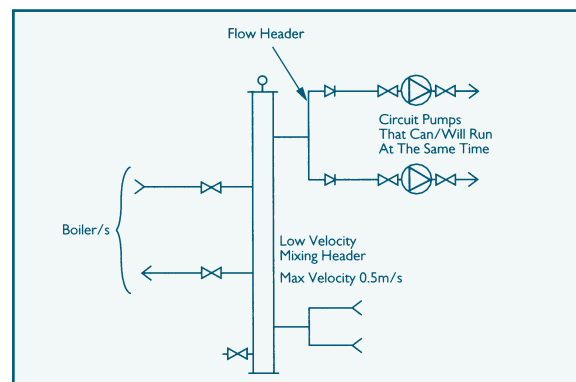 Flow Header
Circuit Pumps
That Can/Will Run
At The Same Time
Boiler/s
Low Velocity
Mixing Header
Max Velocity 0.5m/s